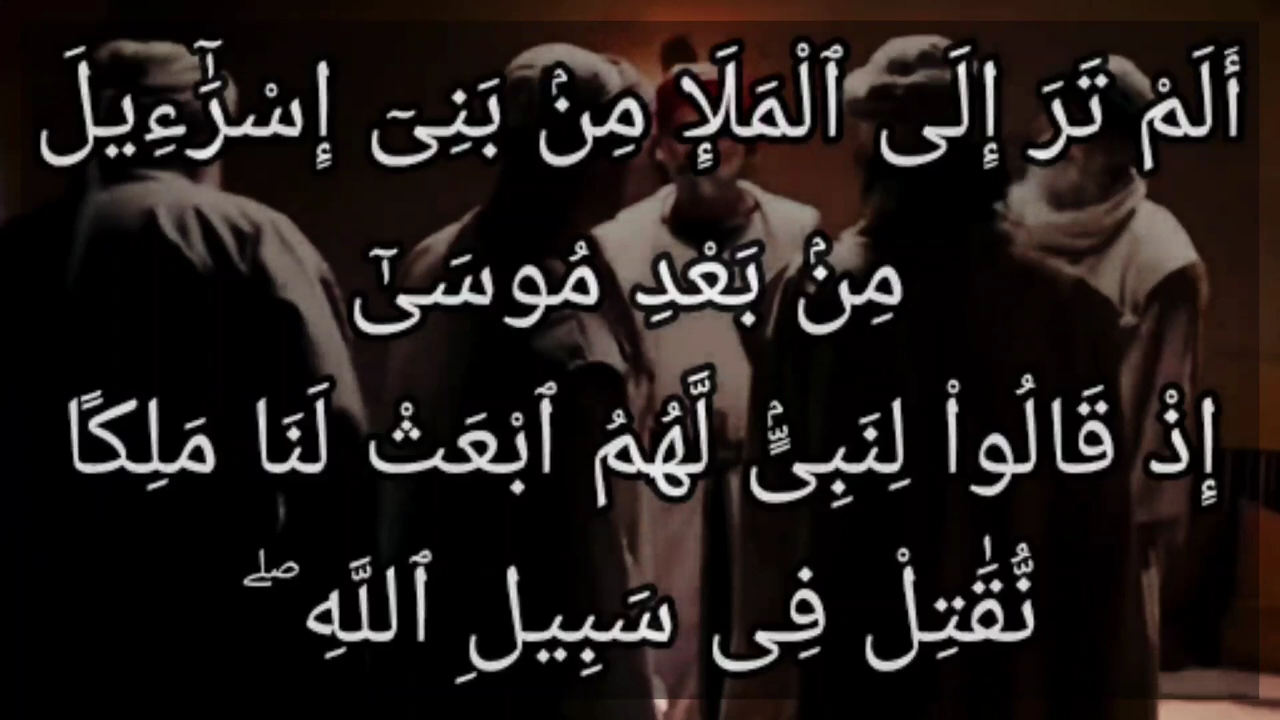 أَلَمْ تَرَ إِلَى ٱلْمَلَإِ مِنۢ بَنِىٓ إِسْرَٰٓءِيلَ
مِنۢ بَعْدِ مُوسَىٰٓ
إِذْ قَالُوا۟ لِنَبِىٍّۢ لَّهُمُ ٱبْعَثْ لَنَا مَلِكًا
نُّقَٰتِلْ فِى سَبِيلِ ٱللَّهِ ۖ